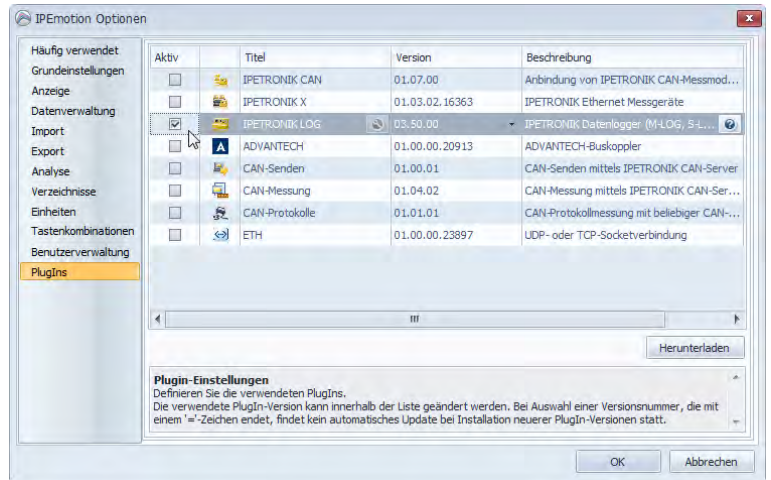 IPEmotion Optionen
Häufig verwendet
Grundeinstellungen
Anzeige
Datenverwaltung
Import
Export
Analyse
Verzeichnisse
Einheiten
Tastenkombinationen
Benutzerverwaltung
PlugIns
Aktiv Titel Version Beschreibung
IPETRONIK CAN 01.07.00 Anbindung von IPETRONIK CAN-Messmod...
IPETRONIK X 01.03.02.16363 IPETRONIK Ethernet Messgeräte
IPETRONIK LOG 03.50.00 IPETRONIK Datenlogger (M-LOG, S-L...
ADVANTECH 01.00.00.20913 ADVANTECH-Buskoppler
CAN-Senden 01.00.01 CAN-Senden mittels IPETRONIK CAN-Server
CAN-Messung 01.04.02 CAN-Messung mittels IPETRONIK CAN-Ser...
CAN-Protokolle 01.01.01 CAN-Protokollmessung mit beliebiger CAN-...
ETH 01.00.00.23897 UDP- oder TCP-Socketverbindung
Herunterladen
Plugin-Einstellungen
Definieren Sie die verwendeten PlugIns.
Die verwendete PlugIn-Version kann innerhalb der Liste geändert werden. Bei Auswahl einer Versionsnummer, die mit
einem '='-Zeichen endet, findet kein automatisches Update bei Installation neuerer PlugIn-Versionen statt.
OK Abbrechen